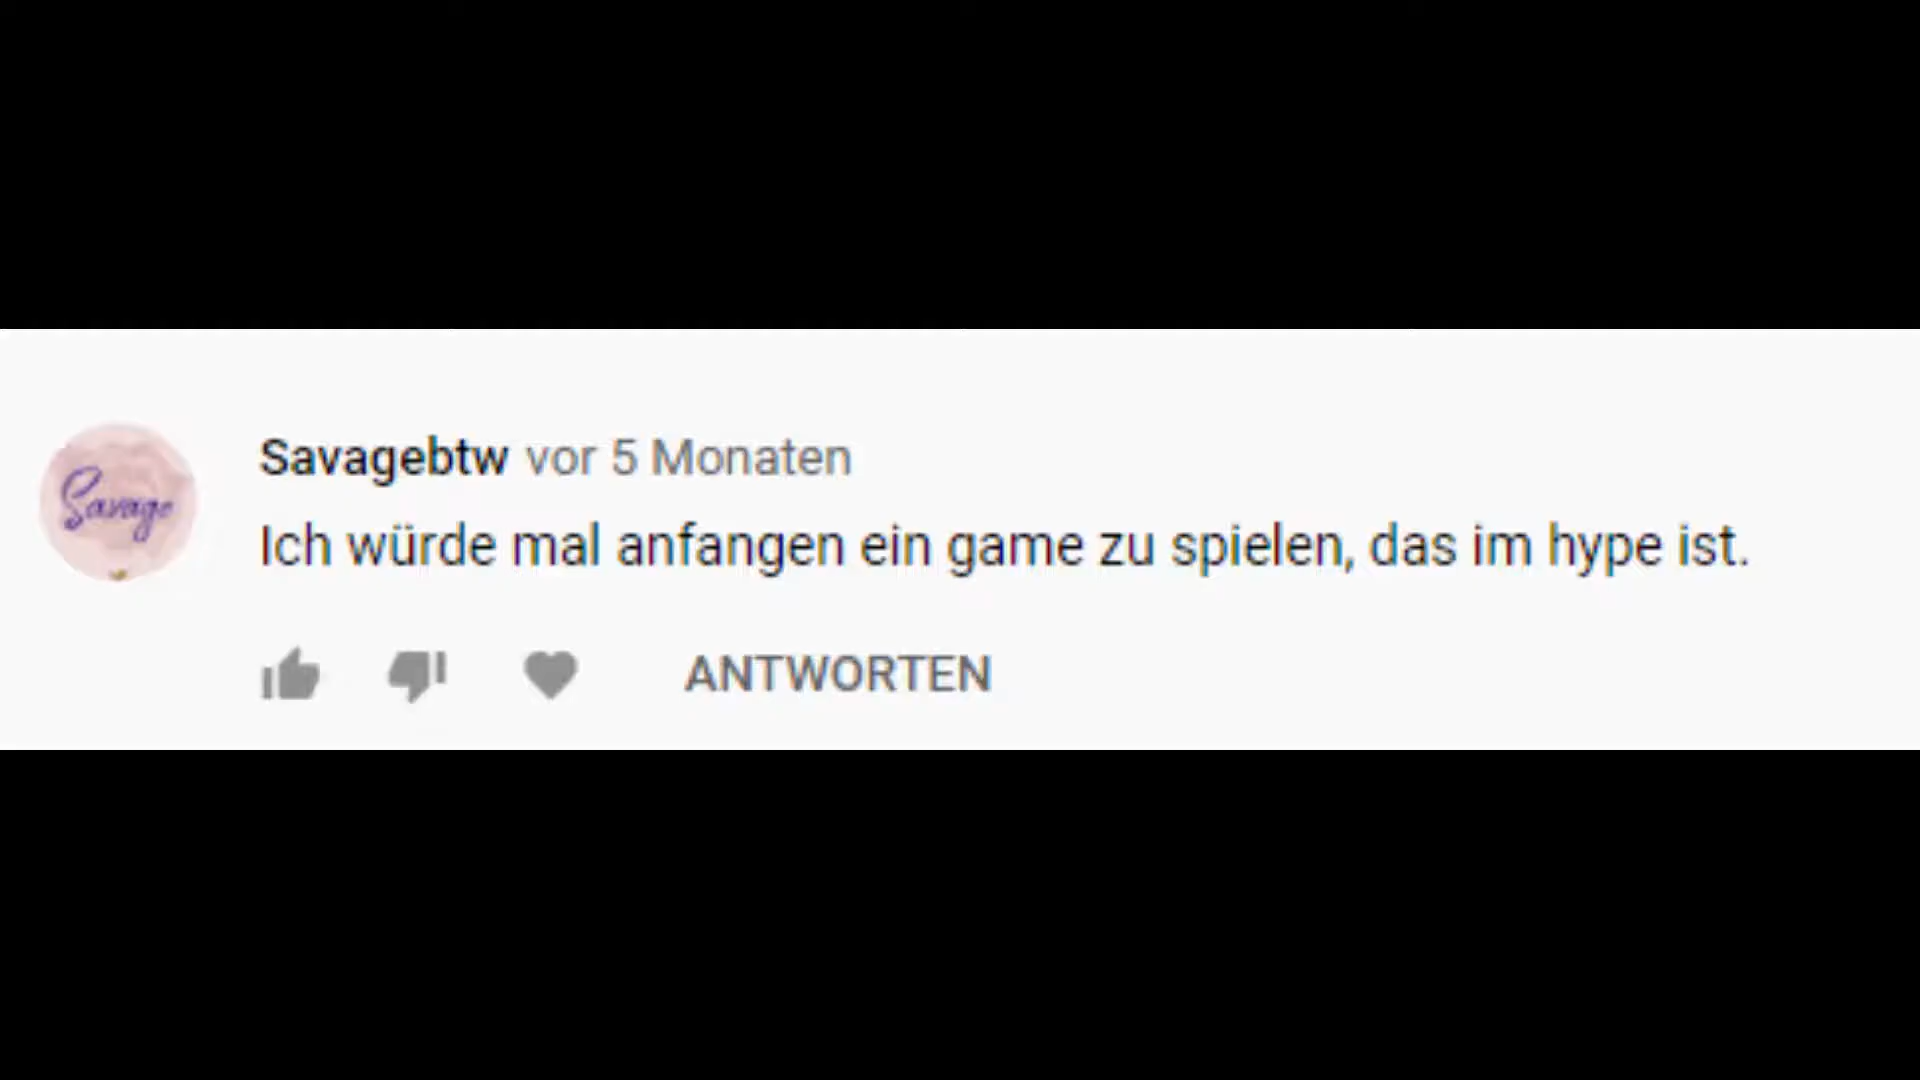 Savage
Savagebtw vor 5 Monaten
Ich würde mal anfangen ein game zu spielen, das im hype ist.
ANTWORTEN